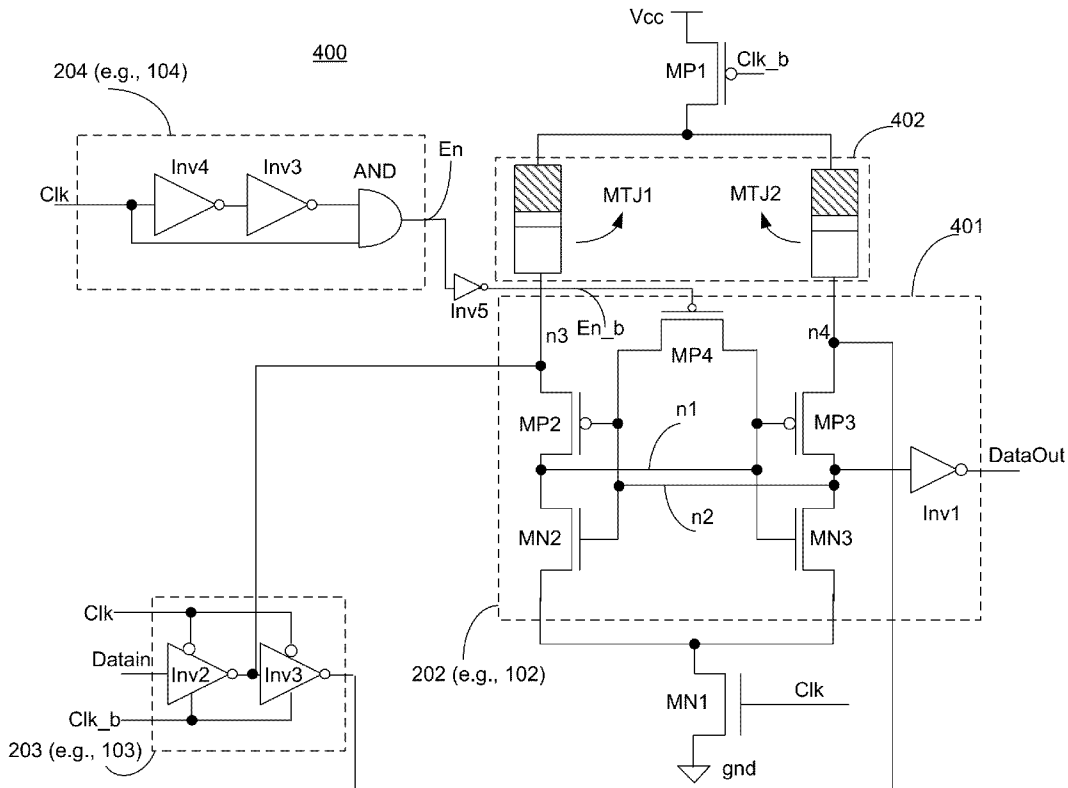 Vcc
400
MP1
Clk_b
204 (e.g., 104)
402
En
Inv4
Inv3
AND
Clk
MTJ1
MTJ2
401
Inv5
En_b
n3
n4
MP4
MP2
n1
MP3
DataOut
Inv1
n2
MN2
MN3
Clk
Datain
Inv2
Inv3
202 (e.g., 102)
Clk_b
MN1
Clk
203 (e.g., 103)
gnd